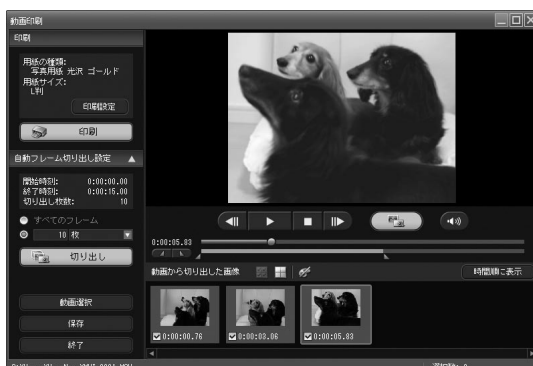 動画印刷
印刷
用紙の種類:
写真用紙 光沢 ゴールド
用紙サイズ:
L判
印刷設定
印刷
自動フレーム切り出し設定
開始時刻: 0:00:00.00
終了時刻: 0:00:15.00
切り出し枚数: 10
すべてのフレーム
10 枚
切り出し
動画選択
保存
終了
0:00:05.83
動画から切り出した画像
時間順に表示
0:00:00.76
0:00:03.06
0:00:05.83